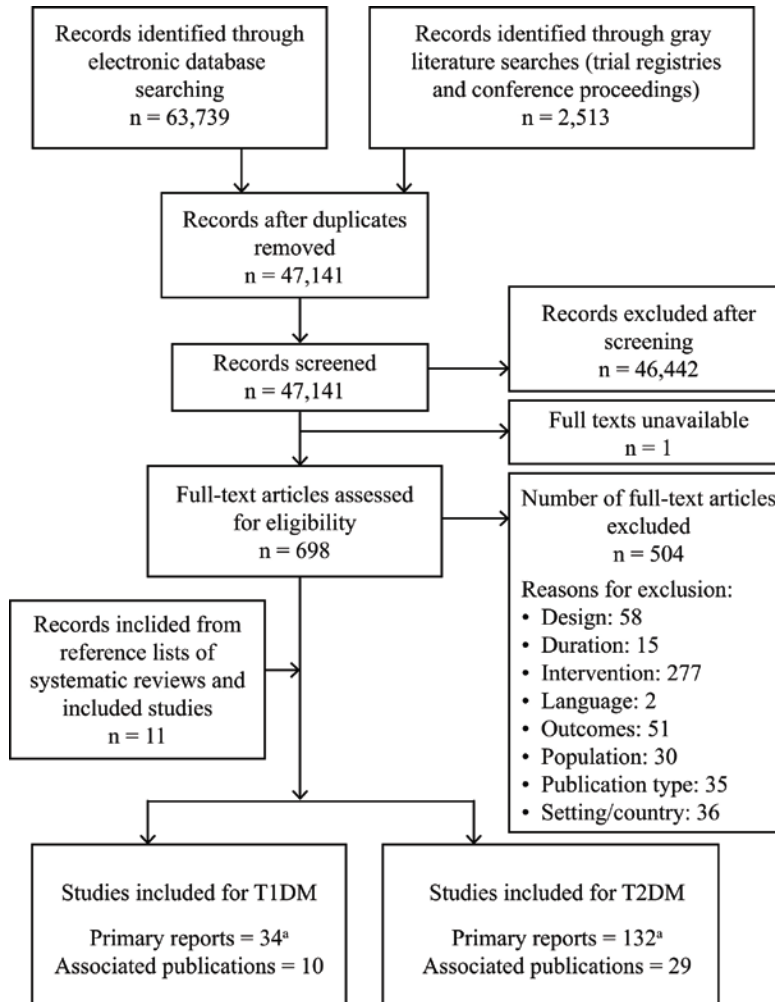 Records identified through
electronic database
searching
n = 63,739
Records identified through gray
literature searches (trial registries
and conference proceedings)
n = 2,513
Records after duplicates
removed
n = 47,141
Records screened
n = 47,141
Records excluded after
screening
n = 46,442
Full texts unavailable
n = 1
Full-text articles assessed
for eligibility
n = 698
Number of full-text articles
excluded
n = 504
Reasons for exclusion:
• Design: 58
• Duration: 15
• Intervention: 277
• Language: 2
• Outcomes: 51
• Population: 30
• Publication type: 35
• Setting/country: 36
Records inclided from
reference lists of
systematic reviews and
included studies
n = 11
Studies included for T1DM
Primary reports = 34ᵃ
Associated publications = 10
Studies included for T2DM
Primary reports = 132ᵃ
Associated publications = 29